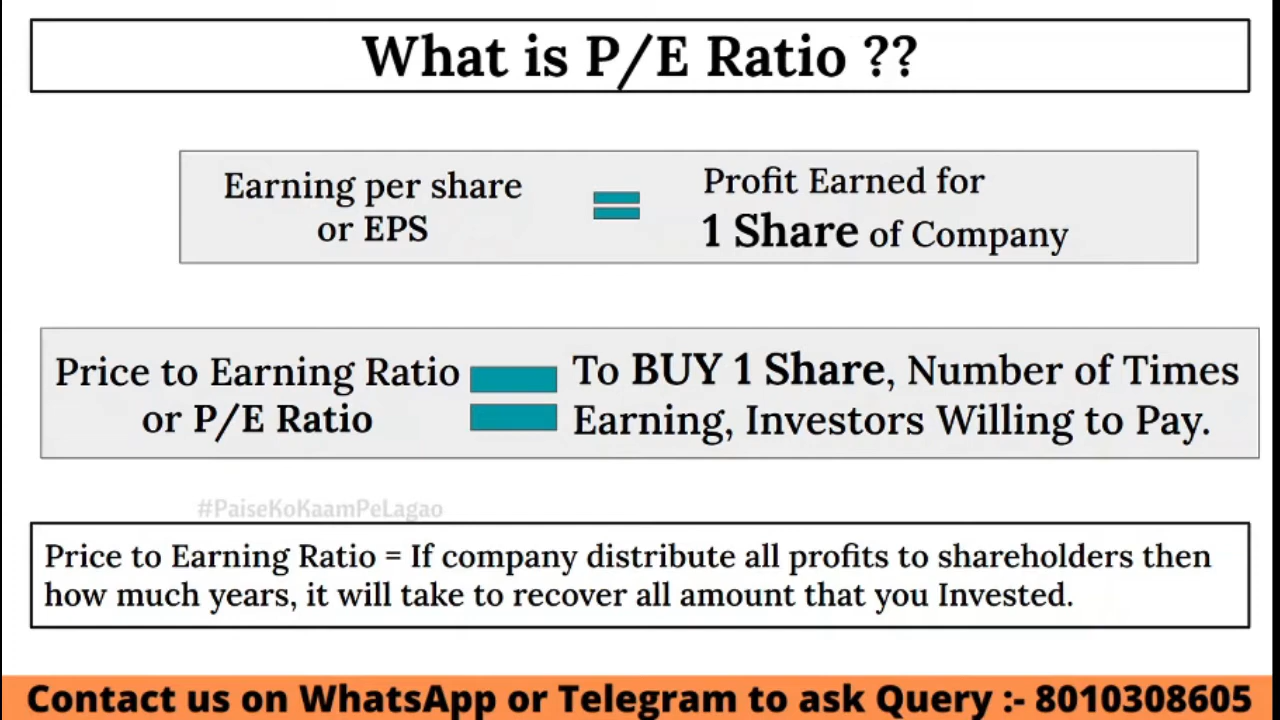 What is P/E Ratio ??
Earning per share
or EPS
Profit Earned for
1 Share of Company
Price to Earning Ratio
or P/E Ratio
To BUY 1 Share, Number of Times
Earning, Investors Willing to Pay.
#PaiseKoKaamPeLagao
Price to Earning Ratio = If company distribute all profits to shareholders then
how much years, it will take to recover all amount that you Invested.
Contact us on WhatsApp or Telegram to ask Query :- 8010308605